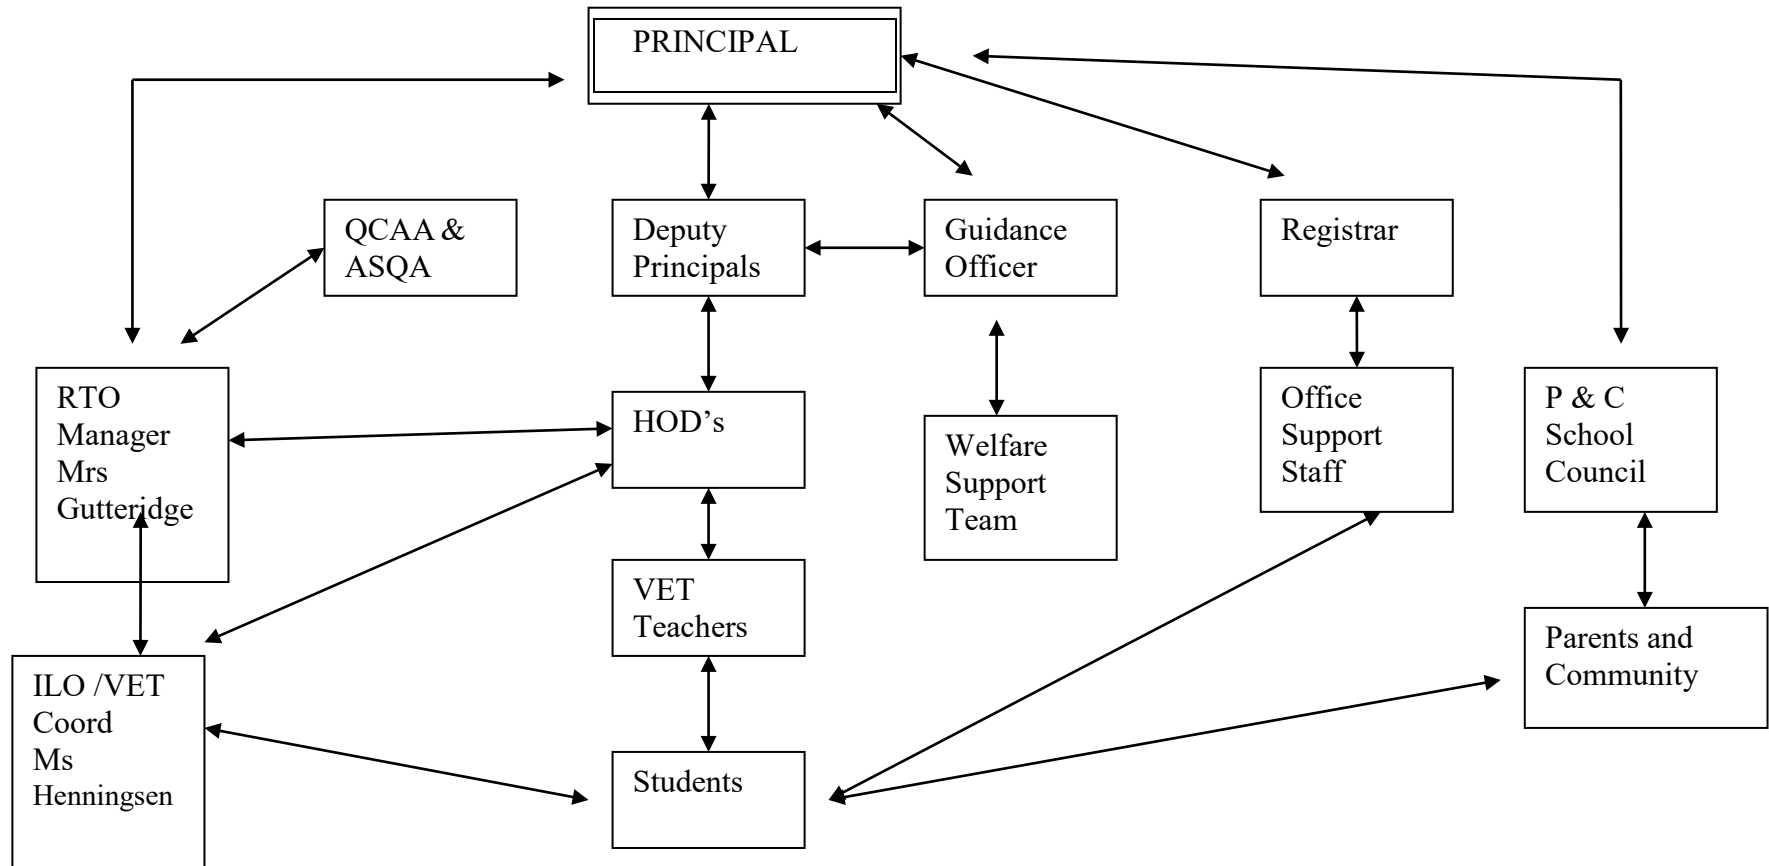 PRINCIPAL
QCAA &
ASQA
Deputy
Principals
Guidance
Officer
Registrar
RTO
Manager
Mrs
Gutteridge
HOD’s
Welfare
Support
Team
Office
Support
Staff
P & C
School
Council
VET
Teachers
Parents and
Community
ILO /VET
Coord
Ms
Henningsen
Students